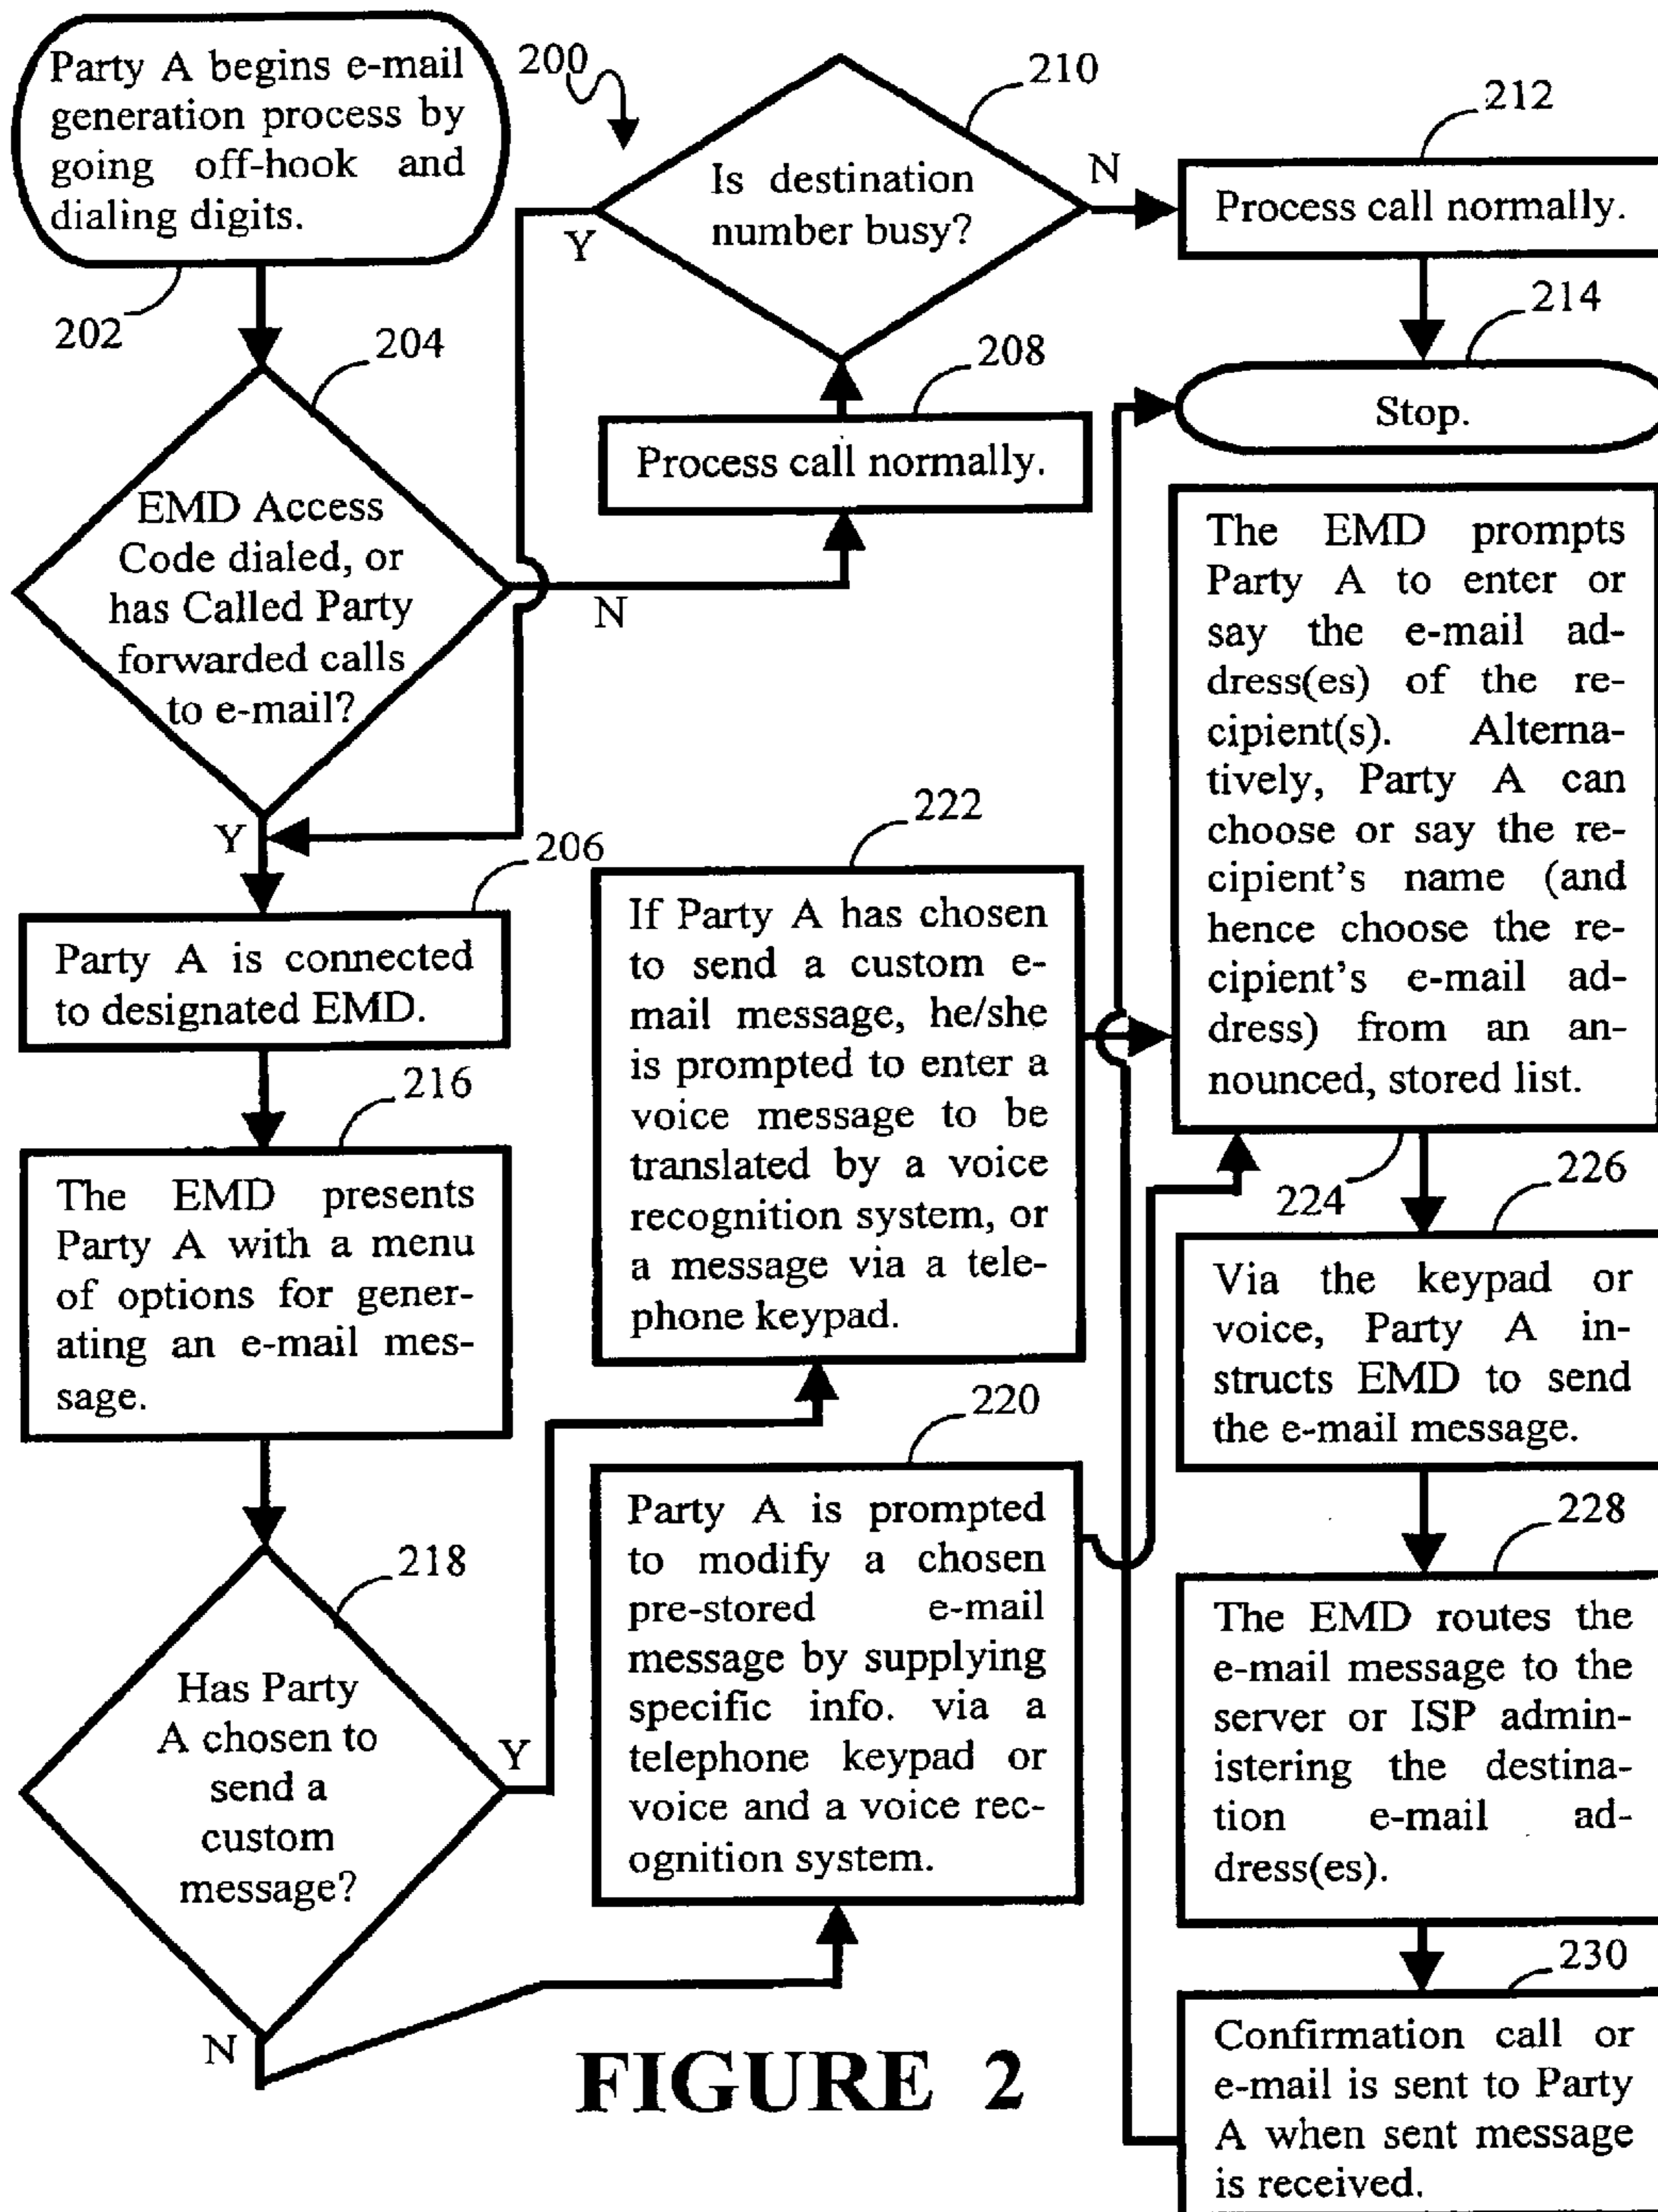 Party A begins e-mail
generation process by
going off-hook and
dialing digits.
202
200
210
Is destination
number busy?
Y
N
212
Process call normally.
214
Stop.
208
Process call normally.
204
EMD Access
Code dialed, or
has Called Party
forwarded calls
to e-mail?
N
Y
206
Party A is connected
to designated EMD.
216
The EMD presents
Party A with a menu
of options for gener-
ating an e-mail mes-
sage.
218
Has Party
A chosen to
send a
custom
message?
Y
N
222
If Party A has chosen
to send a custom e-
mail message, he/she
is prompted to enter a
voice message to be
translated by a voice
recognition system, or
a message via a tele-
phone keypad.
220
Party A is prompted
to modify a chosen
pre-stored e-mail
message by supplying
specific info. via a
telephone keypad or
voice and a voice rec-
ognition system.
The EMD prompts
Party A to enter or
say the e-mail ad-
dress(es) of the re-
cipient(s). Alterna-
tively, Party A can
choose or say the re-
cipient's name (and
hence choose the re-
cipient's e-mail ad-
dress) from an an-
nounced, stored list.
224
226
Via the keypad or
voice, Party A in-
structs EMD to send
the e-mail message.
228
The EMD routes the
e-mail message to the
server or ISP admin-
istering the destina-
tion e-mail ad-
dress(es).
230
Confirmation call or
e-mail is sent to Party
A when sent message
is received.
FIGURE 2